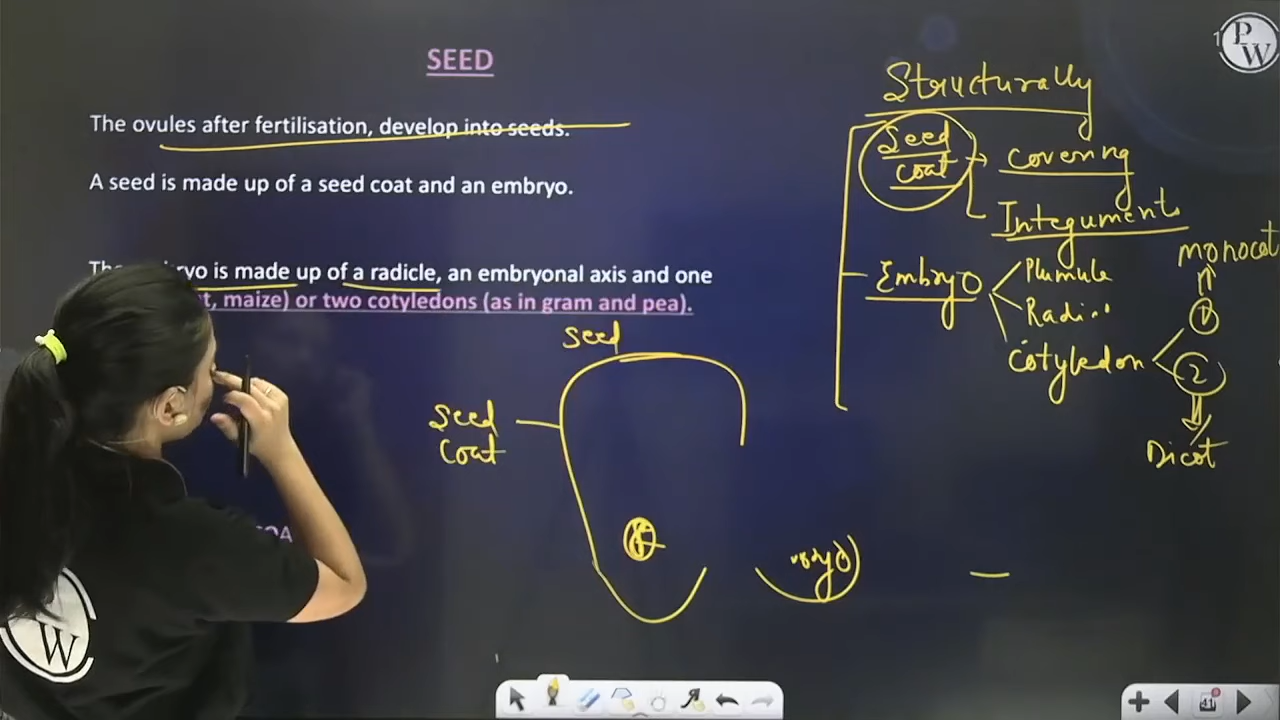 SEED
The ovules after fertilisation, develop into seeds.
A seed is made up of a seed coat and an embryo.
is made up of a radicle, an embryonal axis and one
maize) or two cotyledons (as in gram and pea).
Structurally
Seed coat → covering
Integument
Embryo
Plumule
Cotyledon
1
2
monocot
Dicot
seed
Seed
Coat
PW
W
41